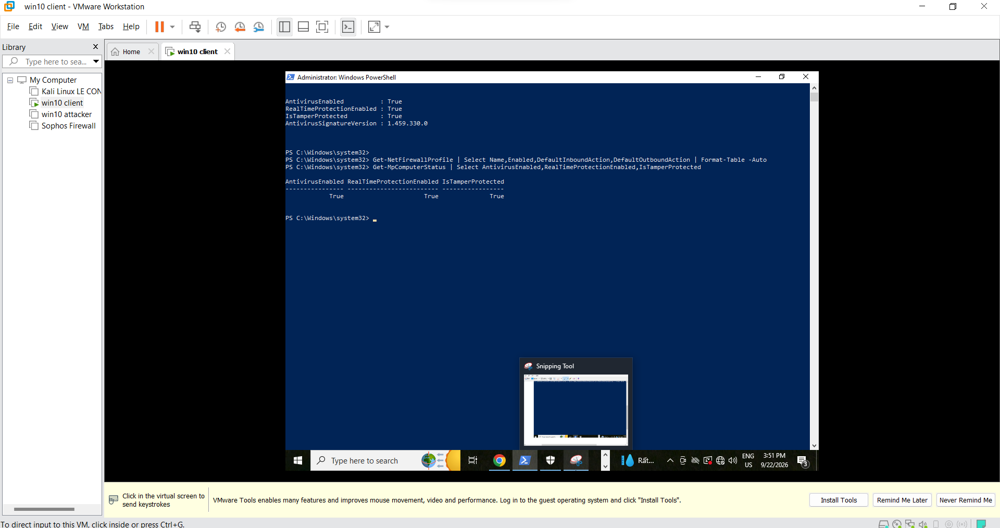 win10 client - VMware Workstation
File Edit View VM Tabs Help
Library
Home
win10 client
Type here to sea...
My Computer
Kali Linux LE CON
win10 client
win10 attacker
Sophos Firewall
Administrator: Windows PowerShell
AntivirusEnabled : True
RealTimeProtectionEnabled : True
IsTamperProtected : True
AntivirusSignatureVersion : 1.459.330.0
PS C:\Windows\system32>
PS C:\Windows\system32> Get-NetFirewallProfile | Select Name,Enabled,DefaultInboundAction,DefaultOutboundAction | Format-Table -Auto
PS C:\Windows\system32> Get-MpComputerStatus | Select AntivirusEnabled,RealTimeProtectionEnabled,IsTamperProtected
AntivirusEnabled RealTimeProtectionEnabled IsTamperProtected
---------------- ------------------------- -----------------
True True True
PS C:\Windows\system32>
Snipping Tool
Type here to search
Rất...
ENG
US
3:51 PM
9/22/2026
3
Click in the virtual screen to
send keystrokes
VMware Tools enables many features and improves mouse movement, video and performance. Log in to the guest operating system and click "Install Tools".
Install Tools
Remind Me Later
Never Remind Me
To direct input to this VM, click inside or press Ctrl+G.